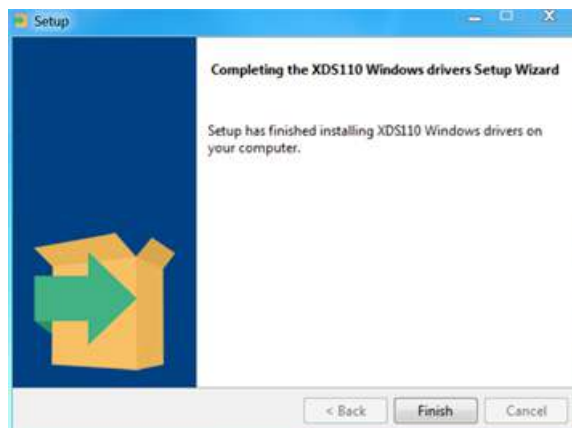 Setup
Completing the XDS110 Windows drivers Setup Wizard
Setup has finished installing XDS110 Windows drivers on
your computer.
< Back Finish Cancel